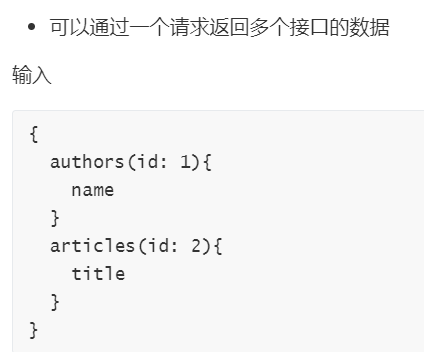 • 可以通过一个请求返回多个接口的数据
输入
{
  authors(id: 1){
    name
  }
  articles(id: 2){
    title
  }
}